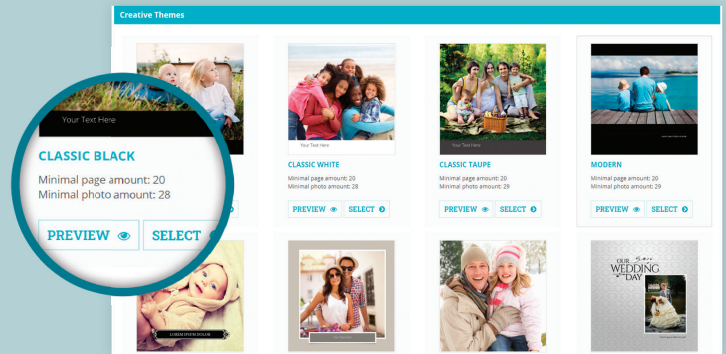 Creative Themes
Your Text Here
CLASSIC BLACK
Minimal page amount: 20
Minimal photo amount: 28
PREVIEW
SELECT
Your Text Here
CLASSIC WHITE
Minimal page amount: 20
Minimal photo amount: 28
PREVIEW
SELECT
Your Text Here
CLASSIC TAUPE
Minimal page amount: 20
Minimal photo amount: 29
PREVIEW
SELECT
MODERN
Minimal page amount: 20
Minimal photo amount: 29
PREVIEW
SELECT
LOREM IPSUM DOLOR
OUR
WEDDING
DAY